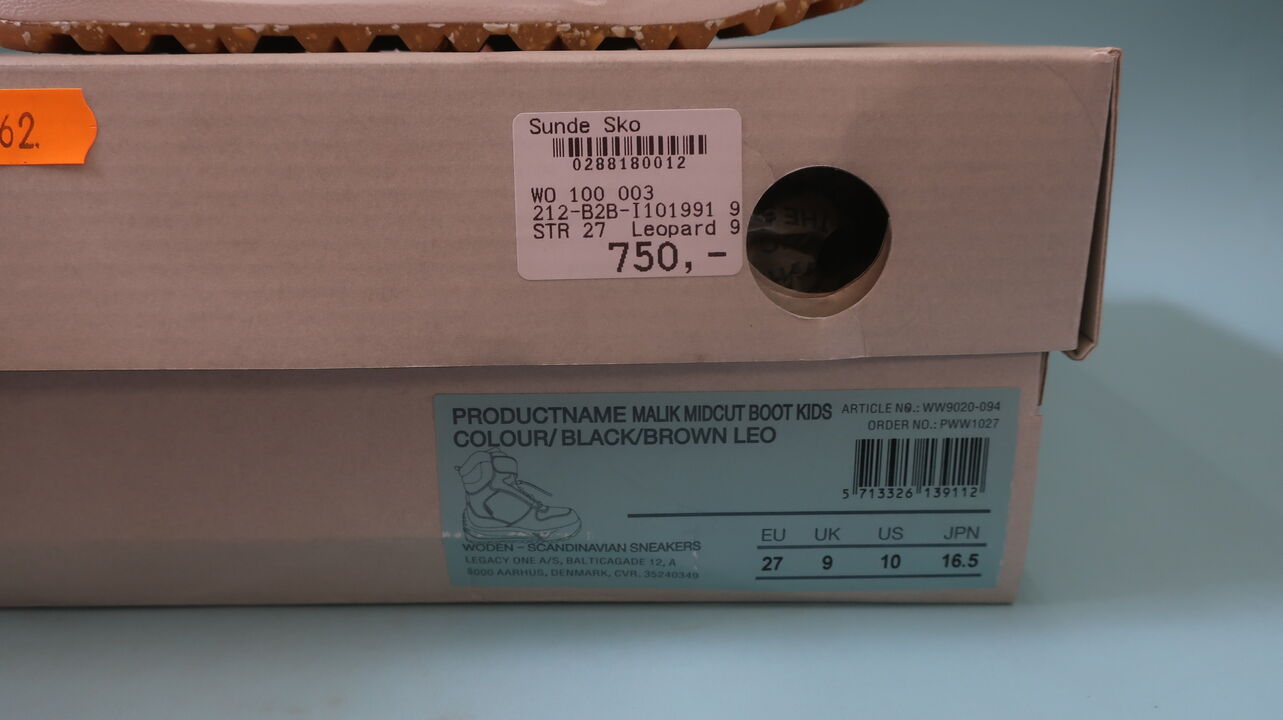 62.
Sunde Sko
0288180012
WO 100 003
212-B2B-I101991 9
STR 27 Leopard 9
750,-
PRODUCTNAME MALIK MIDCUT BOOT KIDS
COLOUR/ BLACK/BROWN LEO
ARTICLE NO.: WW9020-094
ORDER NO.: PWW1027
5 713326 139112
WODEN - SCANDINAVIAN SNEAKERS
LEGACY ONE A/S, BALTICAGADE 12, A
8000 AARHUS, DENMARK, CVR. 35240349
EU UK US JPN
27 9 10 16.5